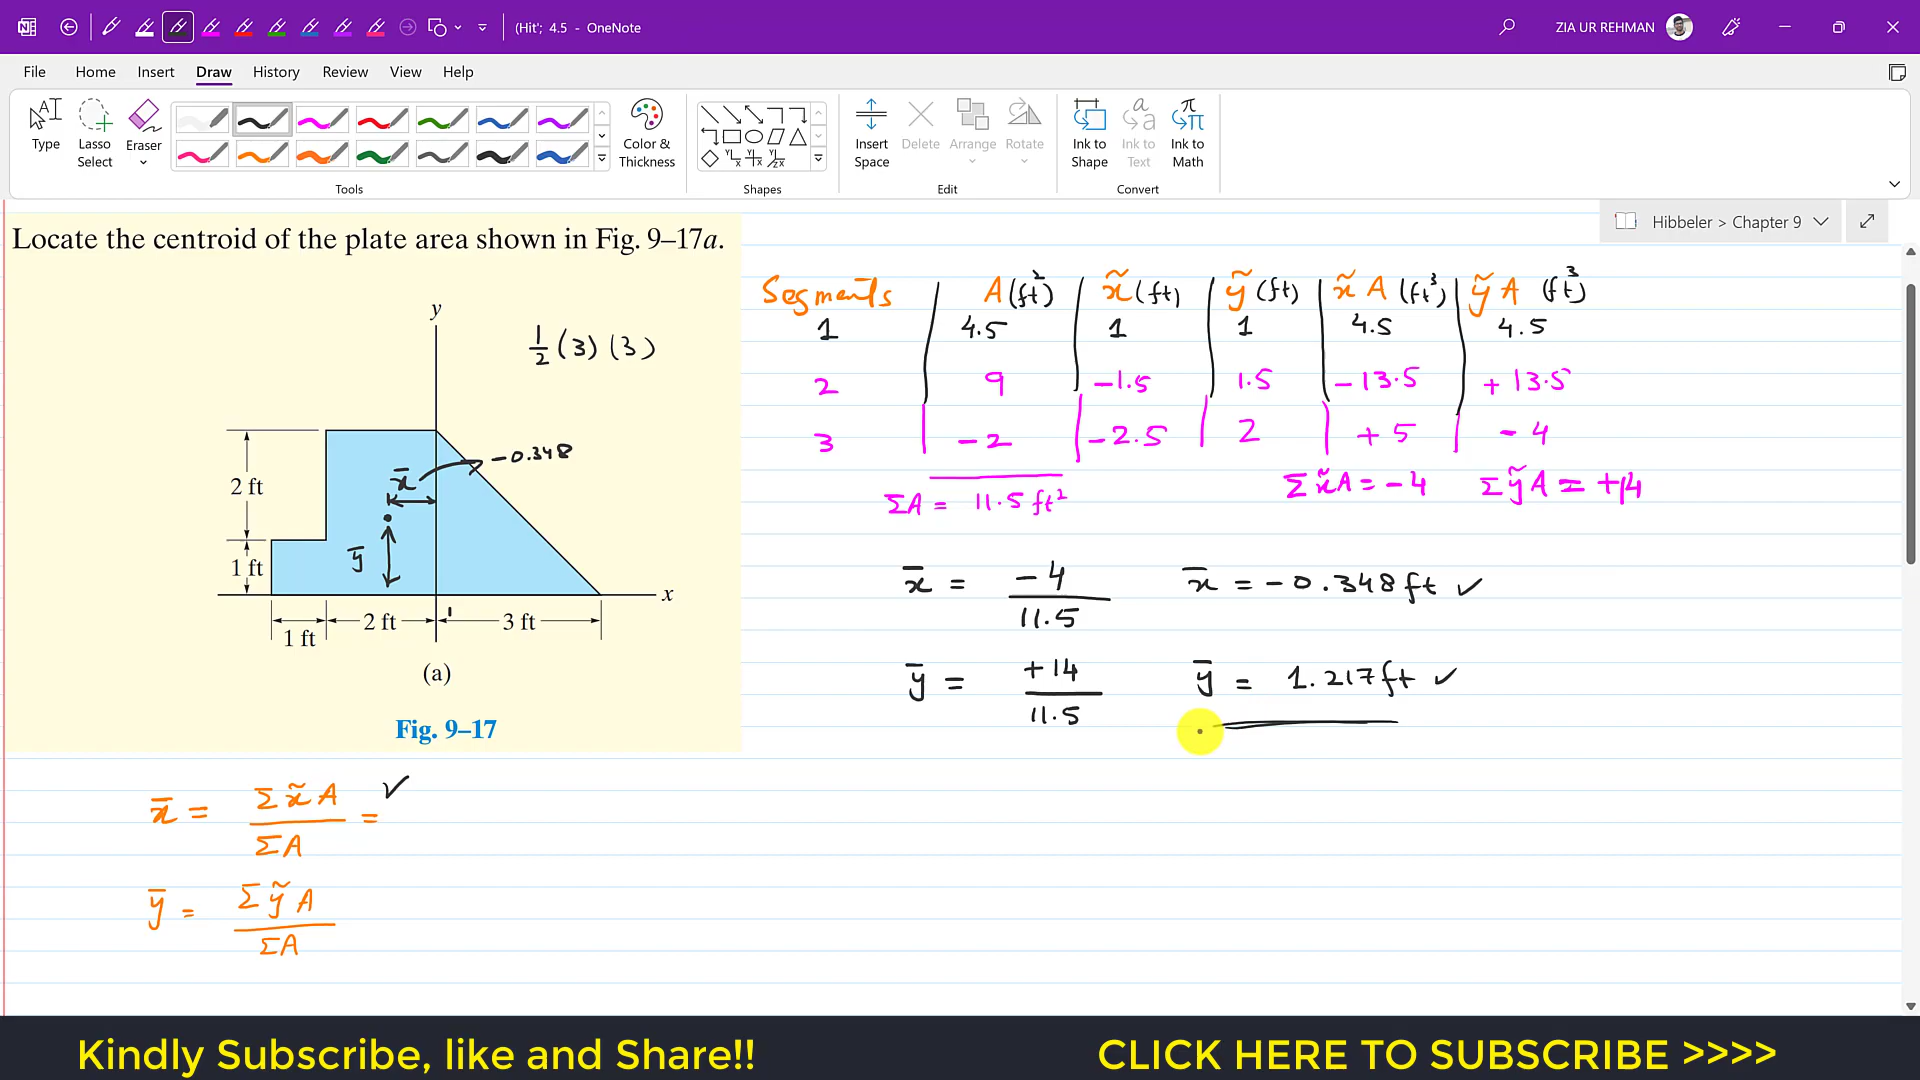 (Hit'; 4.5 - OneNote
ZIA UR REHMAN
File Home Insert Draw History Review View Help
Type
Lasso Select
Eraser
Color & Thickness
Insert Space
Delete
Arrange
Rotate
Ink to Shape
Ink to Text
Ink to Math
Tools
Shapes
Edit
Convert
Hibbeler > Chapter 9
Locate the centroid of the plate area shown in Fig. 9–17a.
y
1/2 (3) (3)
-0.348
x̄
2 ft
ȳ
1 ft
x
1
2 ft
3 ft
1 ft
(a)
Fig. 9–17
x̄ = Σx̃A / ΣA = ✓
ȳ = ΣỹA / ΣA
Segments | A (ft²) | x̃ (ft) | ỹ (ft) | x̃A (ft³) | ỹA (ft³)
1 4.5 1 1 4.5 4.5
2 9 -1.5 1.5 -13.5 +13.5
3 | -2 | -2.5 | 2 | +5 | -4
ΣA = 11.5 ft² Σx̃A = -4 ΣỹA = +14
x̄ = -4 / 11.5 x̄ = -0.348 ft ✓
ȳ = +14 / 11.5 ȳ = 1.217 ft ✓
Kindly Subscribe, like and Share!!
CLICK HERE TO SUBSCRIBE >>>>